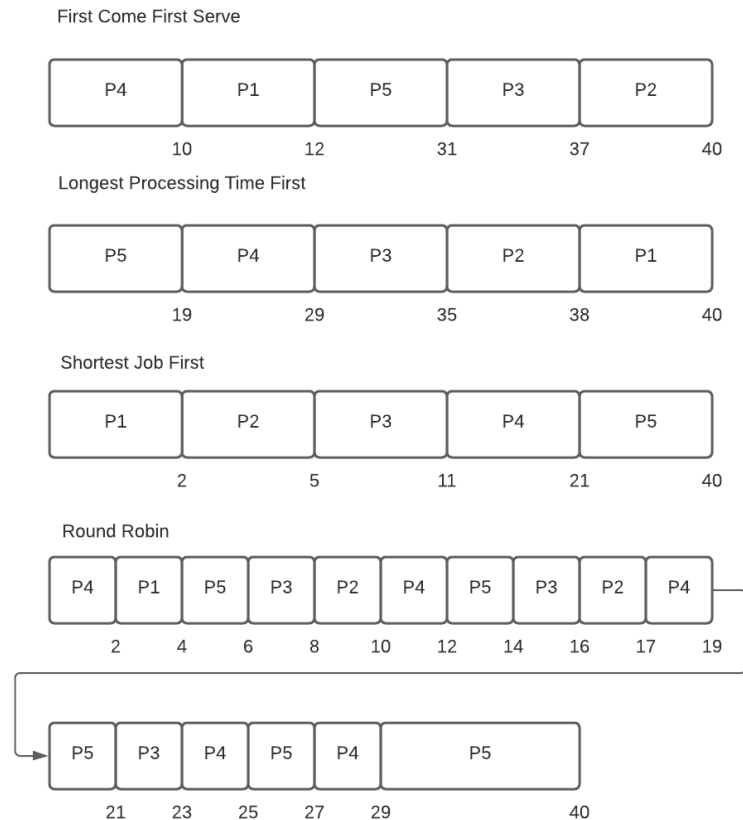 First Come First Serve
P4 P1 P5 P3 P2
10 12 31 37 40
Longest Processing Time First
P5 P4 P3 P2 P1
19 29 35 38 40
Shortest Job First
P1 P2 P3 P4 P5
2 5 11 21 40
Round Robin
P4 P1 P5 P3 P2 P4 P5 P3 P2 P4
2 4 6 8 10 12 14 16 17 19
P5 P3 P4 P5 P4 P5
21 23 25 27 29 40